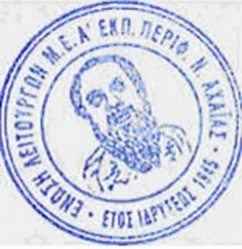 ΕΝΩΣΗ ΛΕΙΤΟΥΡΓΩΝ Μ.Ε. Α' ΕΚΠ. ΠΕΡΙΦ. Ν. ΑΧΑΪΑΣ
ΕΤΟΣ ΙΔΡΥΣΕΩΣ 1945